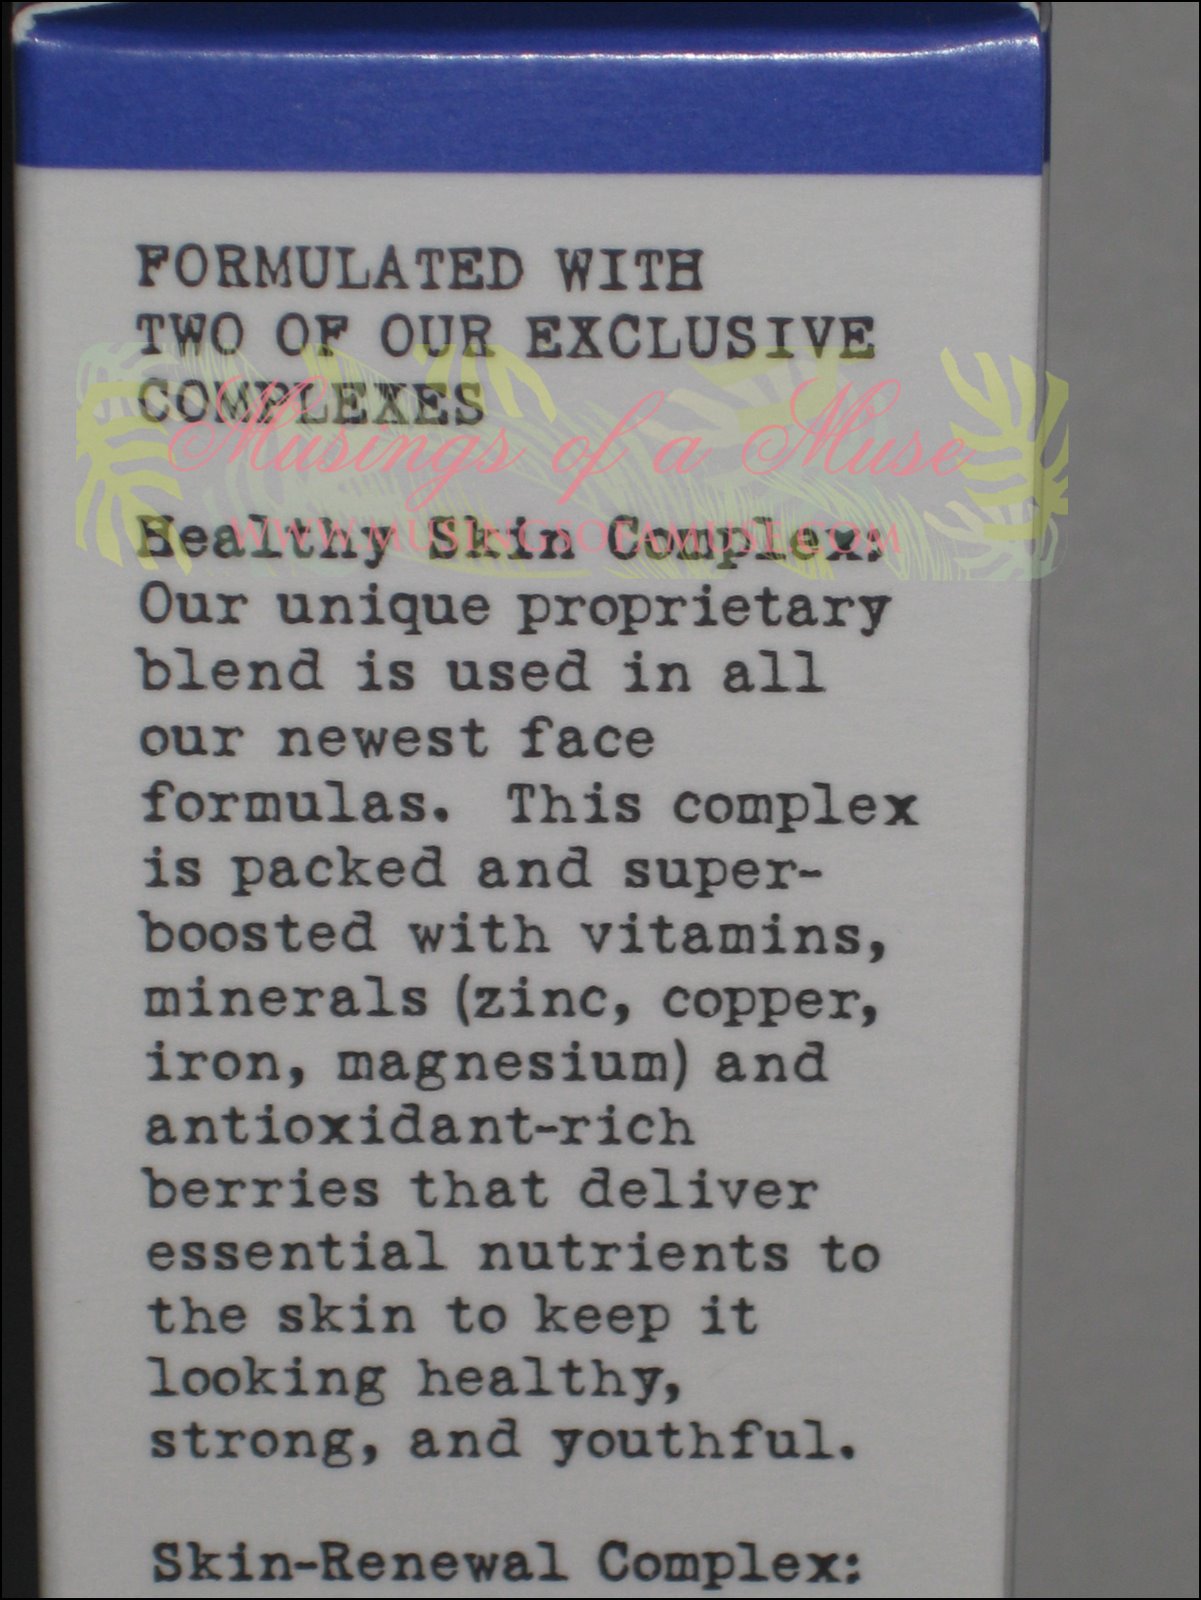 FORMULATED WITH
TWO OF OUR EXCLUSIVE
COMPLEXES
Musings of a Muse
WWW.MUSINGSOFAMUSE.COM
Healthy Skin Complex:
Our unique proprietary
blend is used in all
our newest face
formulas. This complex
is packed and super-
boosted with vitamins,
minerals (zinc, copper,
iron, magnesium) and
antioxidant-rich
berries that deliver
essential nutrients to
the skin to keep it
looking healthy,
strong, and youthful.
Skin-Renewal Complex: